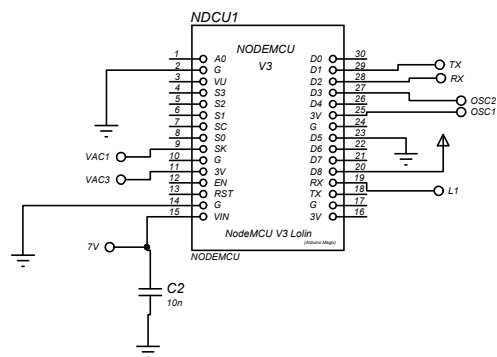 NDCU1
NODEMCU
V3
1 A0 D0 30
2 G D1 29 TX
3 VU D2 28 RX
4 S3 D3 27 OSC2
5 S2 D4 26
6 S1 3V 25 OSC1
7 SC G 24
8 S0 D5 23
VAC1 9 SK D6 22
10 G D7 21
VAC3 11 3V D8 20
12 EN RX 19 L1
13 RST TX 18
14 G G 17
15 VIN 3V 16
NodeMCU V3 Lolin
(Arduino Magix)
NODEMCU
7V
C2
10n